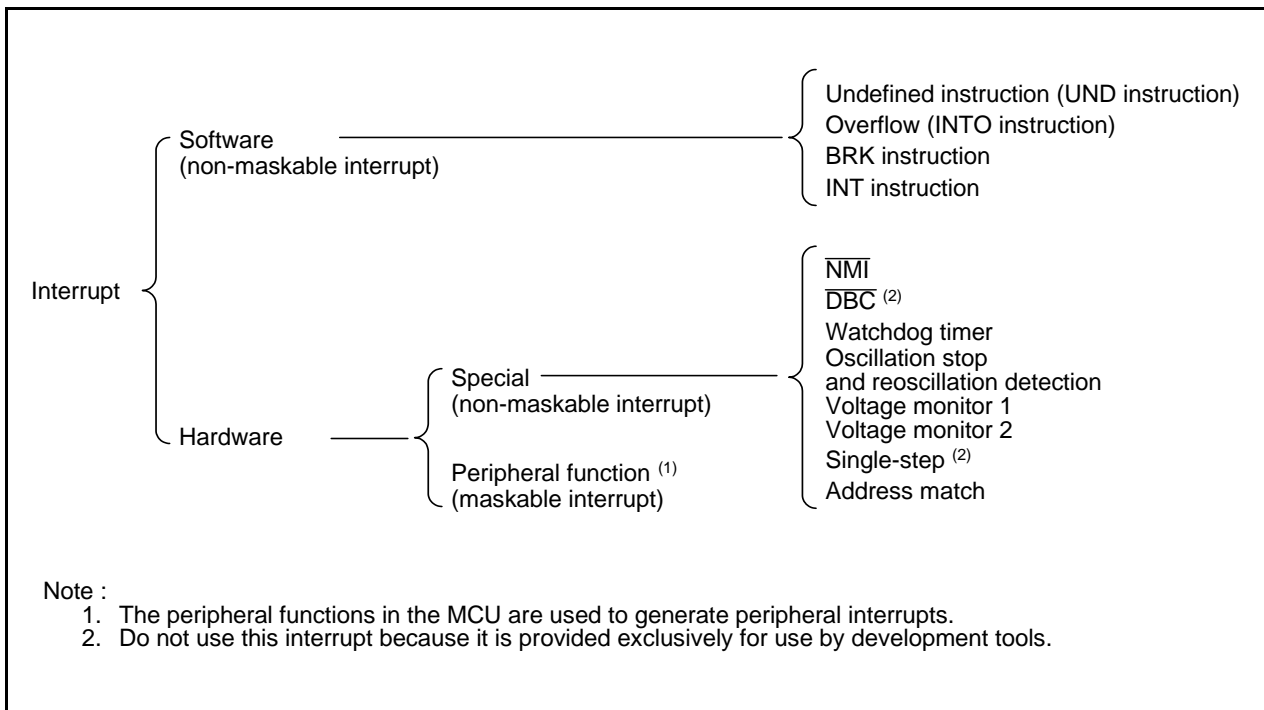 Interrupt
Software
(non-maskable interrupt)
Undefined instruction (UND instruction)
Overflow (INTO instruction)
BRK instruction
INT instruction
Hardware
Special
(non-maskable interrupt)
NMI
DBC (2)
Watchdog timer
Oscillation stop
and reoscillation detection
Voltage monitor 1
Voltage monitor 2
Single-step (2)
Address match
Peripheral function (1)
(maskable interrupt)
Note :
1. The peripheral functions in the MCU are used to generate peripheral interrupts.
2. Do not use this interrupt because it is provided exclusively for use by development tools.